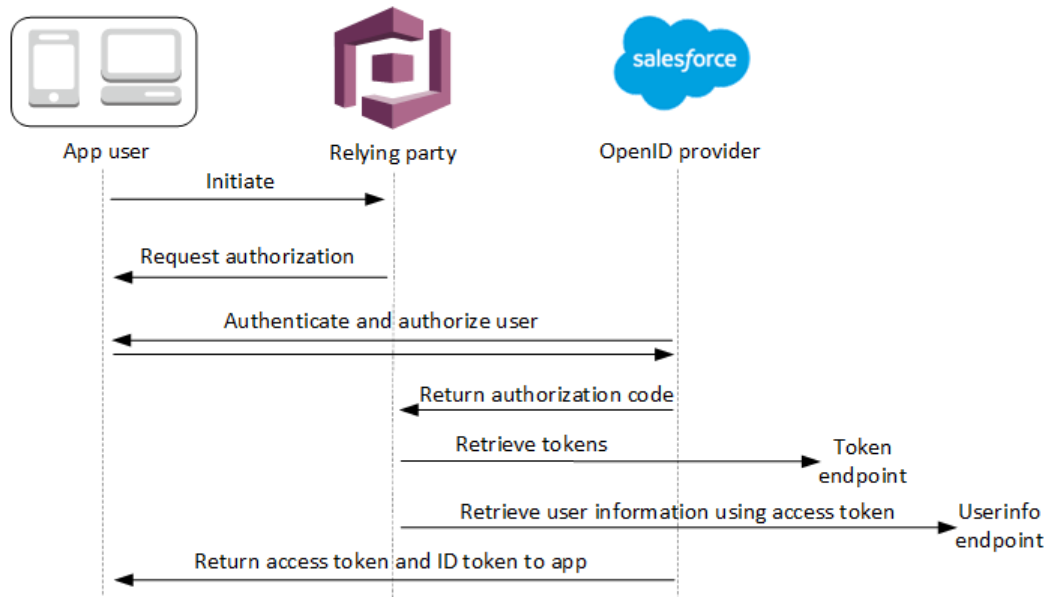 salesforce
App user
Relying party
OpenID provider
Initiate
Request authorization
Authenticate and authorize user
Return authorization code
Retrieve tokens
Token
endpoint
Retrieve user information using access token
Userinfo
endpoint
Return access token and ID token to app